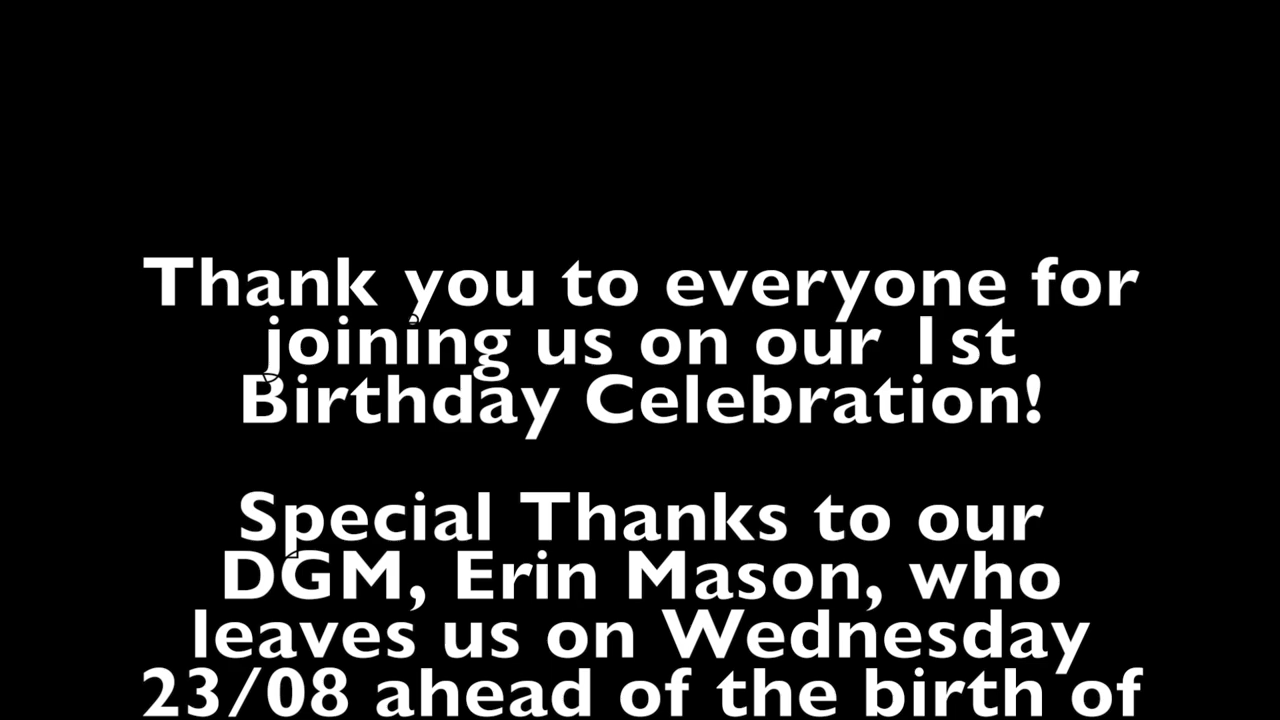 Thank you to everyone for
joining us on our 1st
Birthday Celebration!
Special Thanks to our
DGM, Erin Mason, who
leaves us on Wednesday
23/08 ahead of the birth of